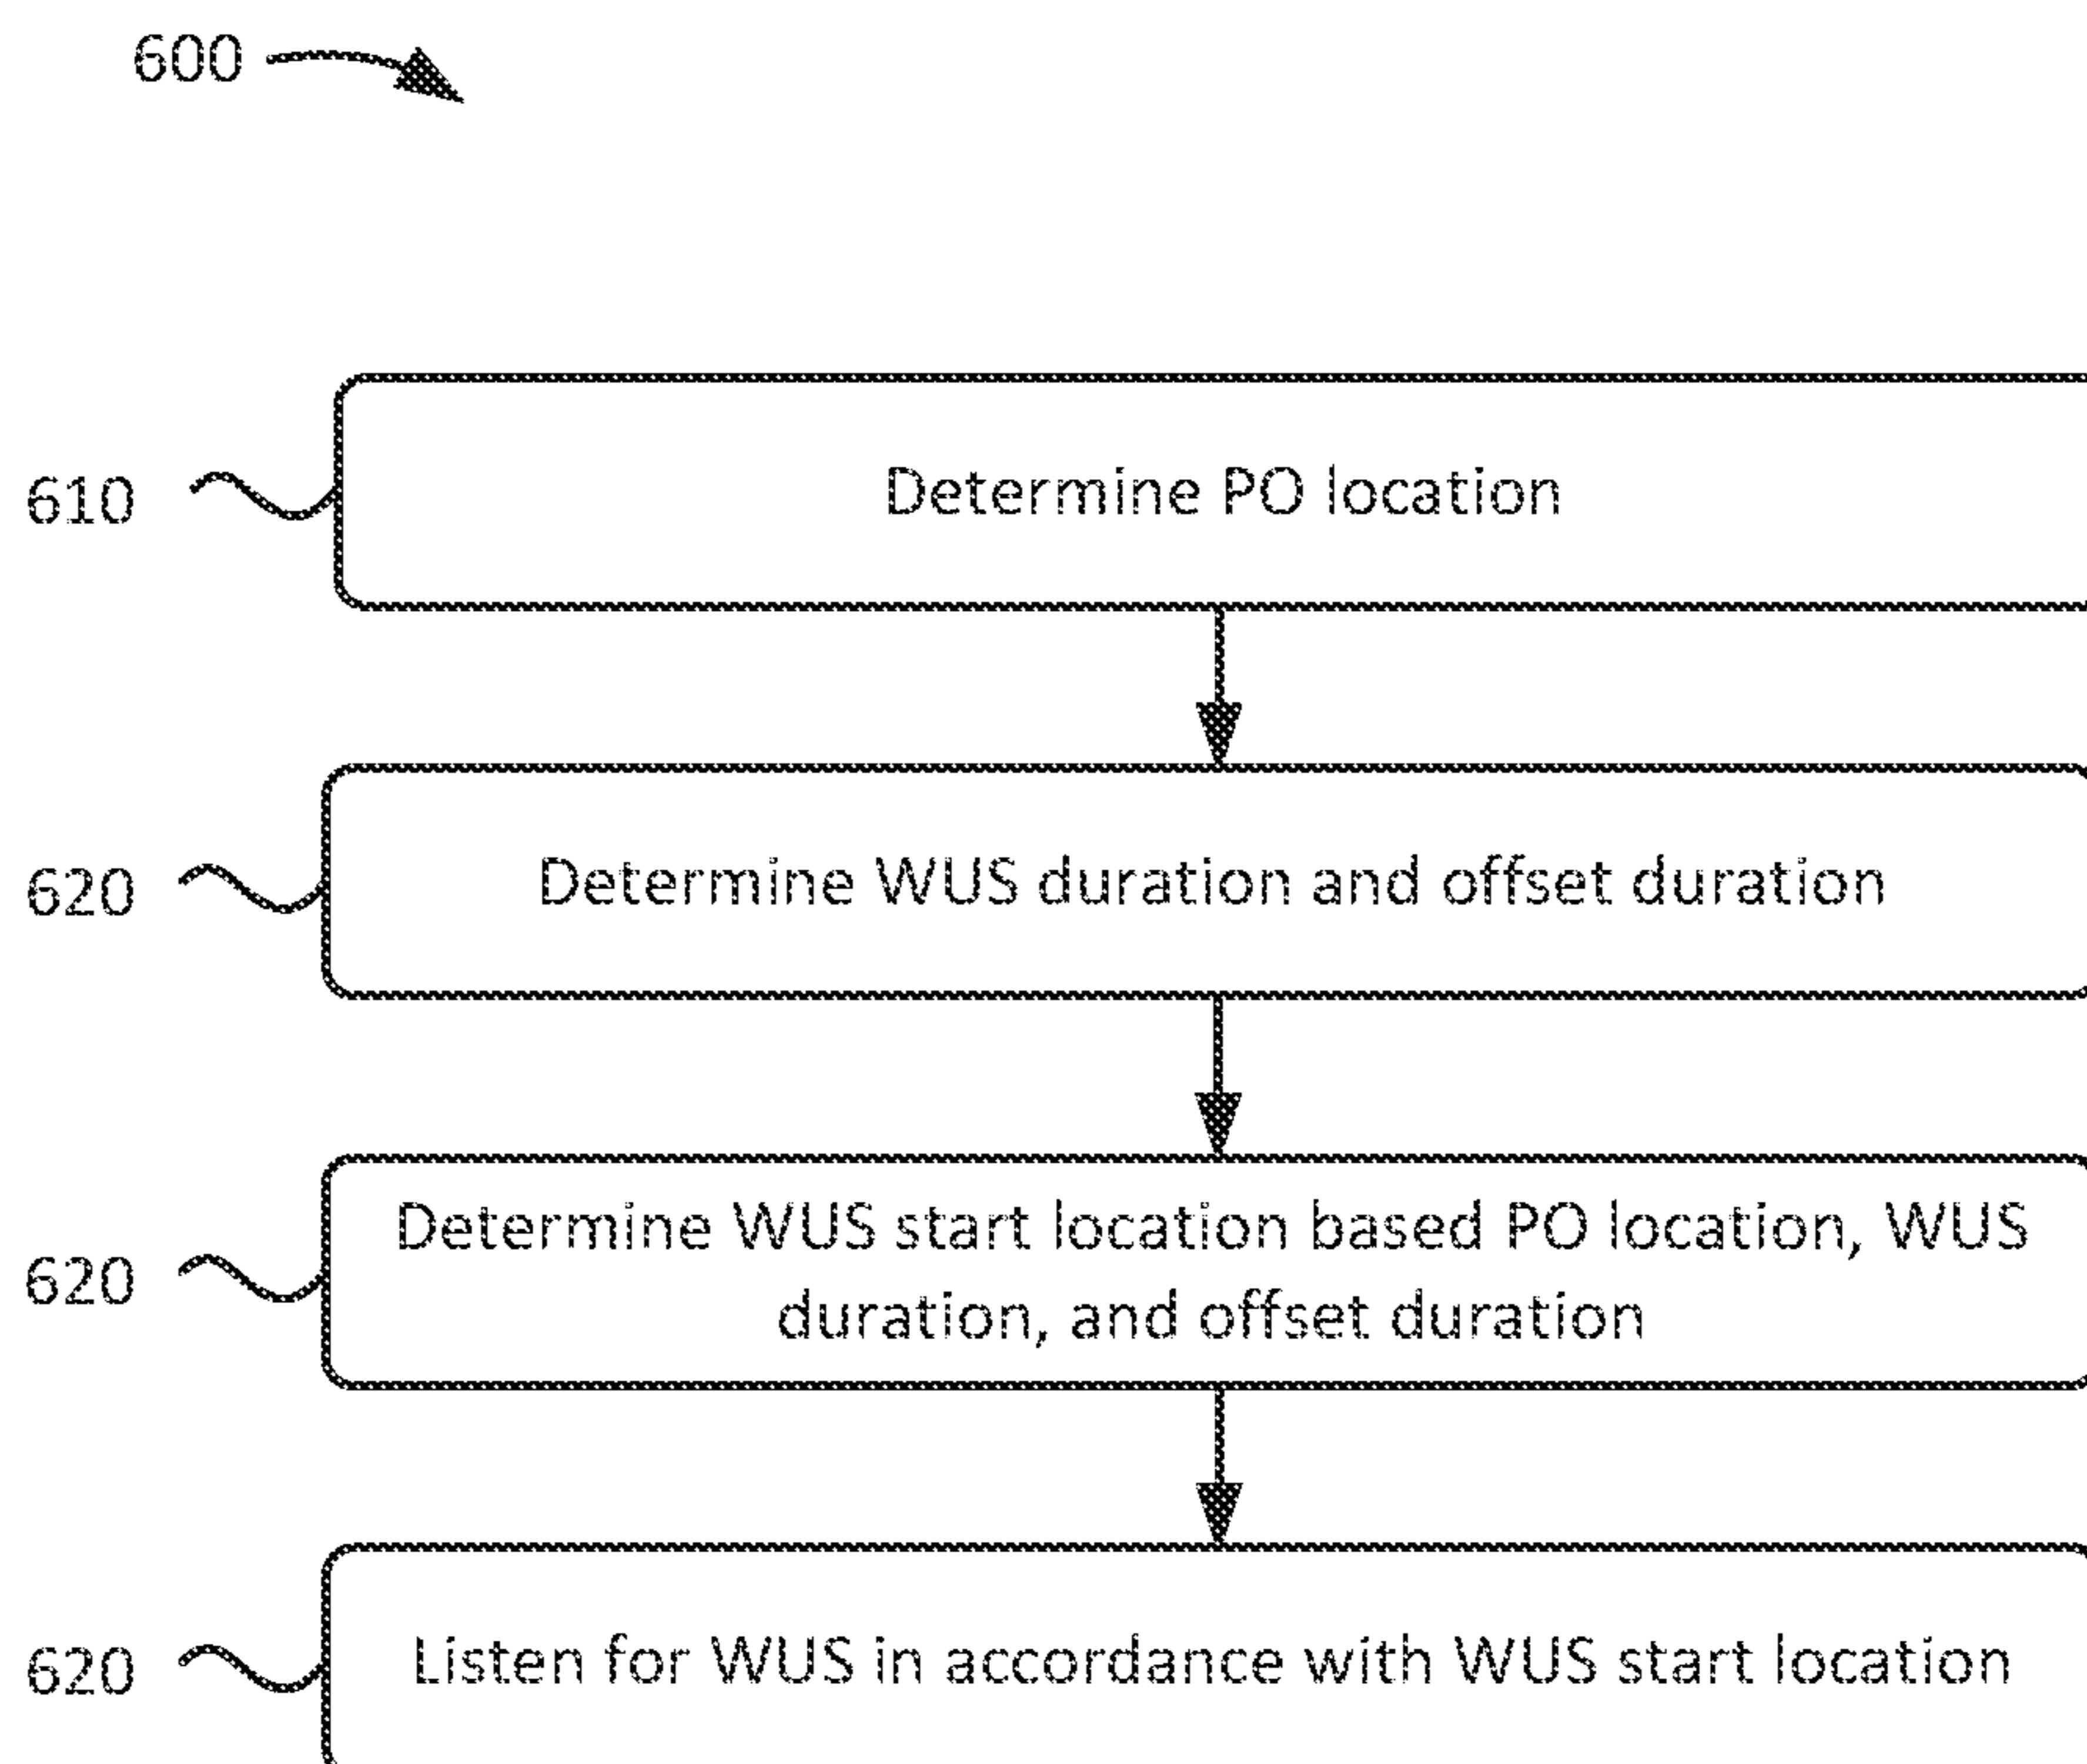 600
610
Determine PO location
620
Determine WUS duration and offset duration
620
Determine WUS start location based PO location, WUS
duration, and offset duration
620
Listen for WUS in accordance with WUS start location